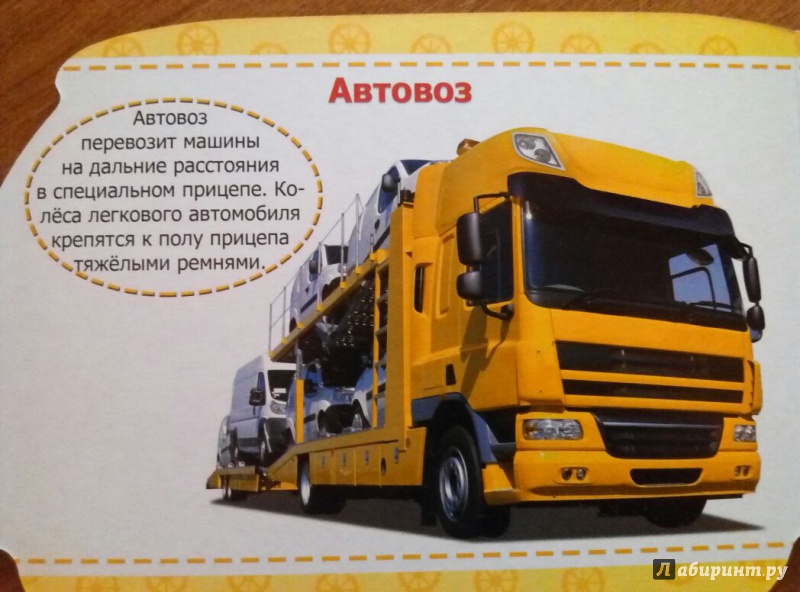 Автовоз
Автовоз
перевозит машины
на дальние расстояния
в специальном прицепе. Ко-
лёса легкового автомобиля
крепятся к полу прицепа
тяжёлыми ремнями.
Лабиринт.ру